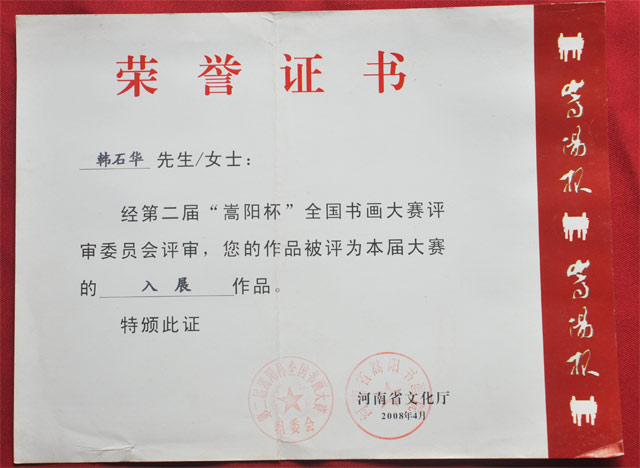 荣誉证书
韩石华 先生/女士：
经第二届“嵩阳杯”全国书画大赛评
审委员会评审，您的作品被评为本届大赛
的 入展 作品。
特颁此证
河南省文化厅
2008年4月
嵩阳杯
嵩阳杯